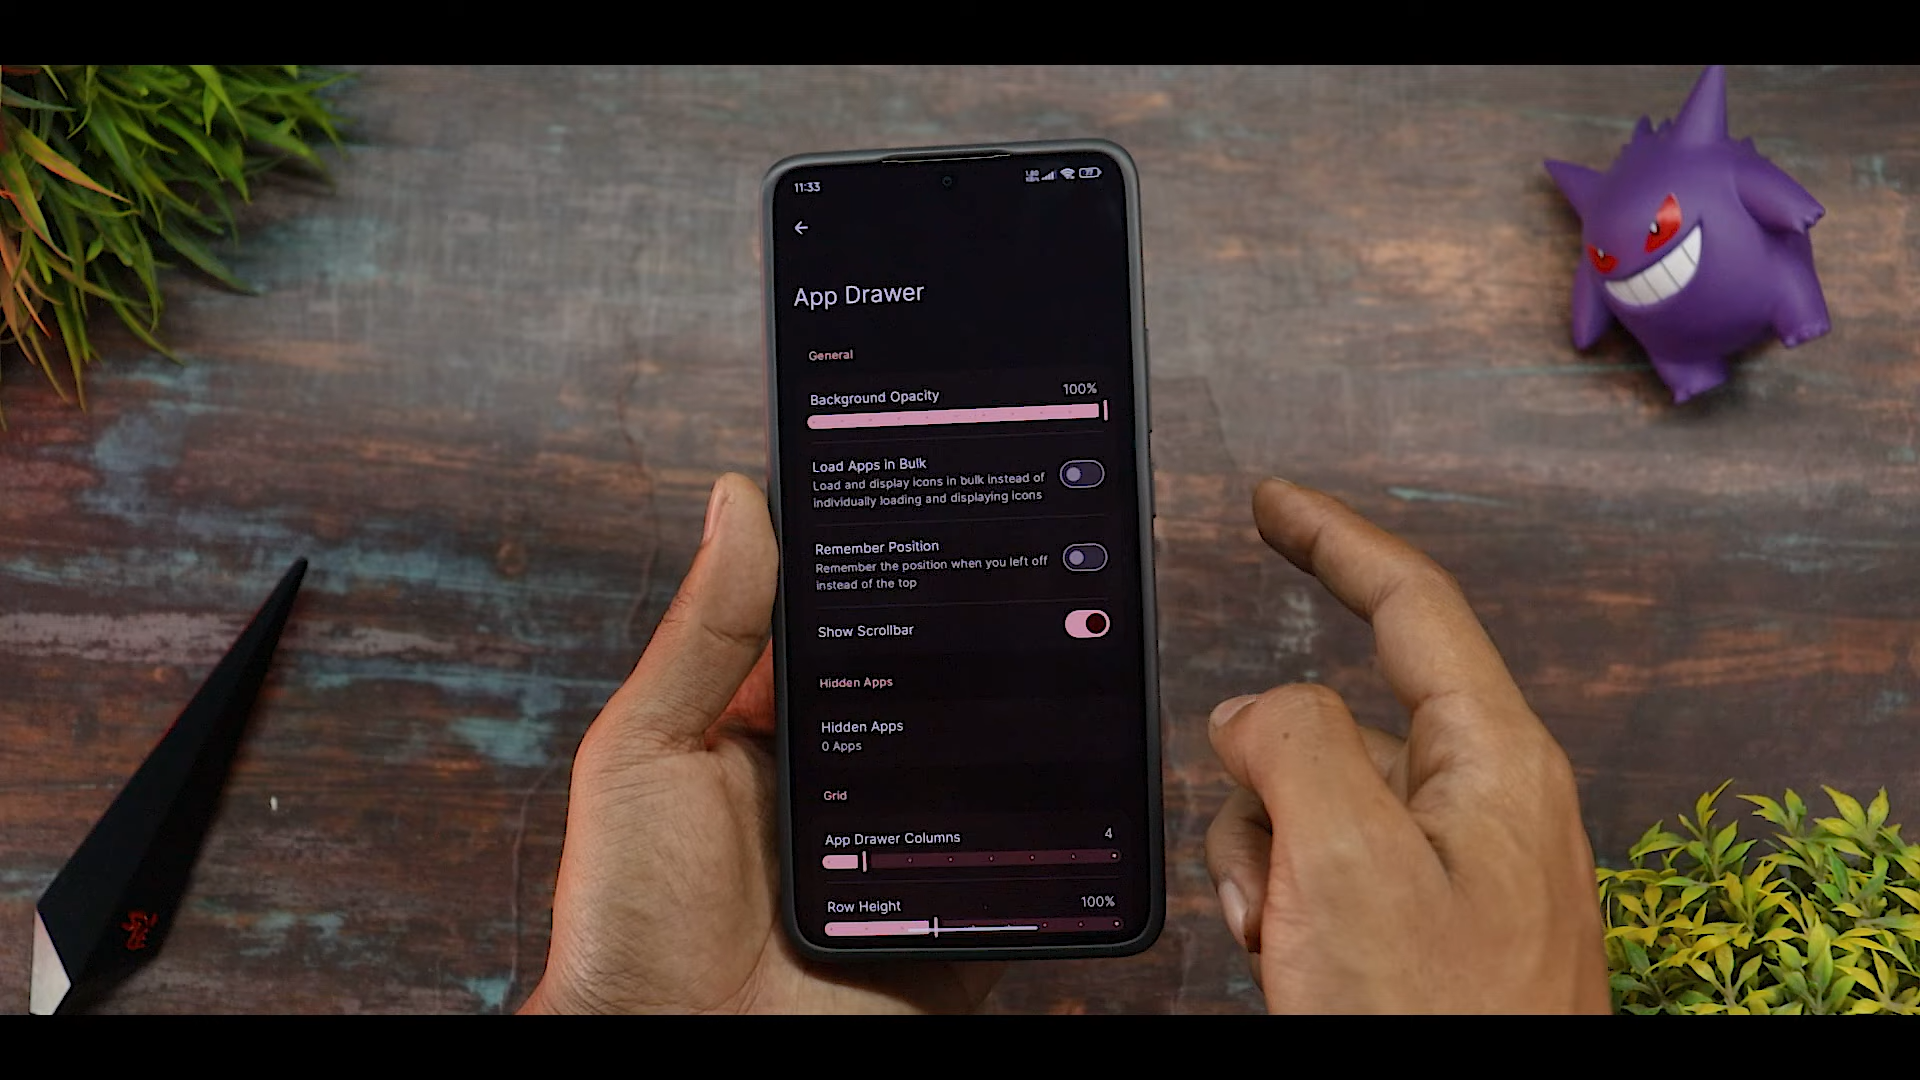 11:33
App Drawer
General
Background Opacity 100%
Load Apps in Bulk
Load and display icons in bulk instead of
individually loading and displaying icons
Remember Position
Remember the position when you left off
instead of the top
Show Scrollbar
Hidden Apps
Hidden Apps
0 Apps
Grid
App Drawer Columns 4
Row Height 100%